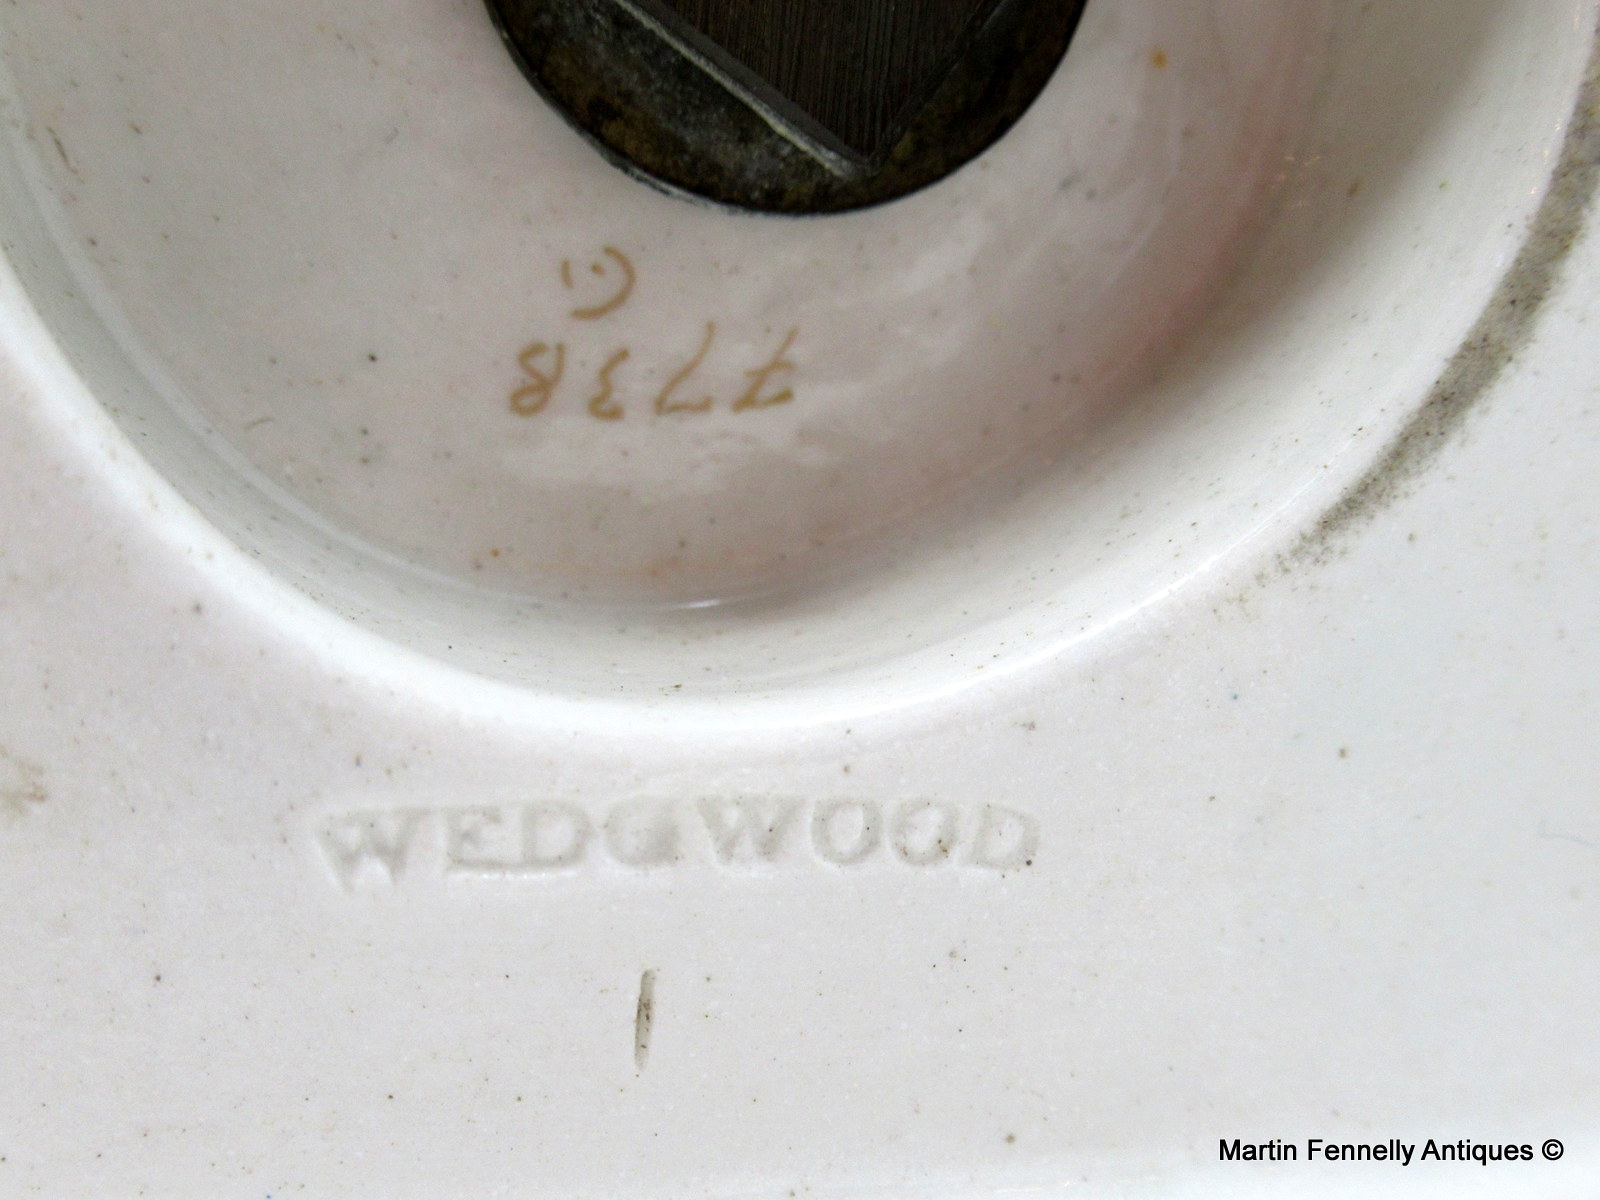 7738
WEDGWOOD
Martin Fennelly Antiques ©